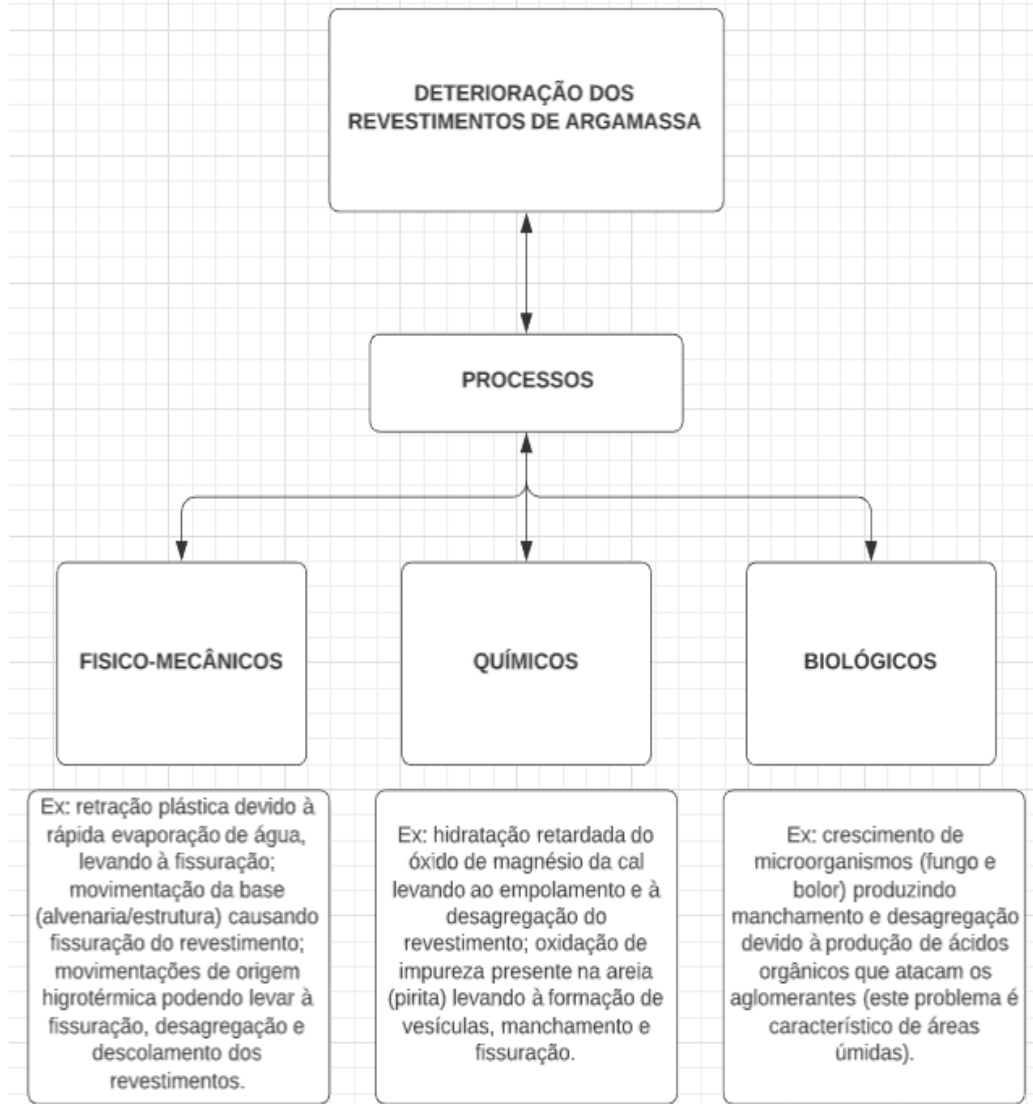 DETERIORAÇÃO DOS
REVESTIMENTOS DE ARGAMASSA
PROCESSOS
FISICO-MECÂNICOS
QUÍMICOS
BIOLÓGICOS
Ex: retração plástica devido à
rápida evaporação de água,
levando à fissuração;
movimentação da base
(alvenaria/estrutura) causando
fissuração do revestimento;
movimentações de origem
higrotérmica podendo levar à
fissuração, desagregação e
descolamento dos
revestimentos.
Ex: hidratação retardada do
óxido de magnésio da cal
levando ao empolamento e à
desagregação do
revestimento; oxidação de
impureza presente na areia
(pirita) levando à formação de
vesículas, manchamento e
fissuração.
Ex: crescimento de
microorganismos (fungo e
bolor) produzindo
manchamento e desagregação
devido à produção de ácidos
orgânicos que atacam os
aglomerantes (este problema é
característico de áreas
úmidas).